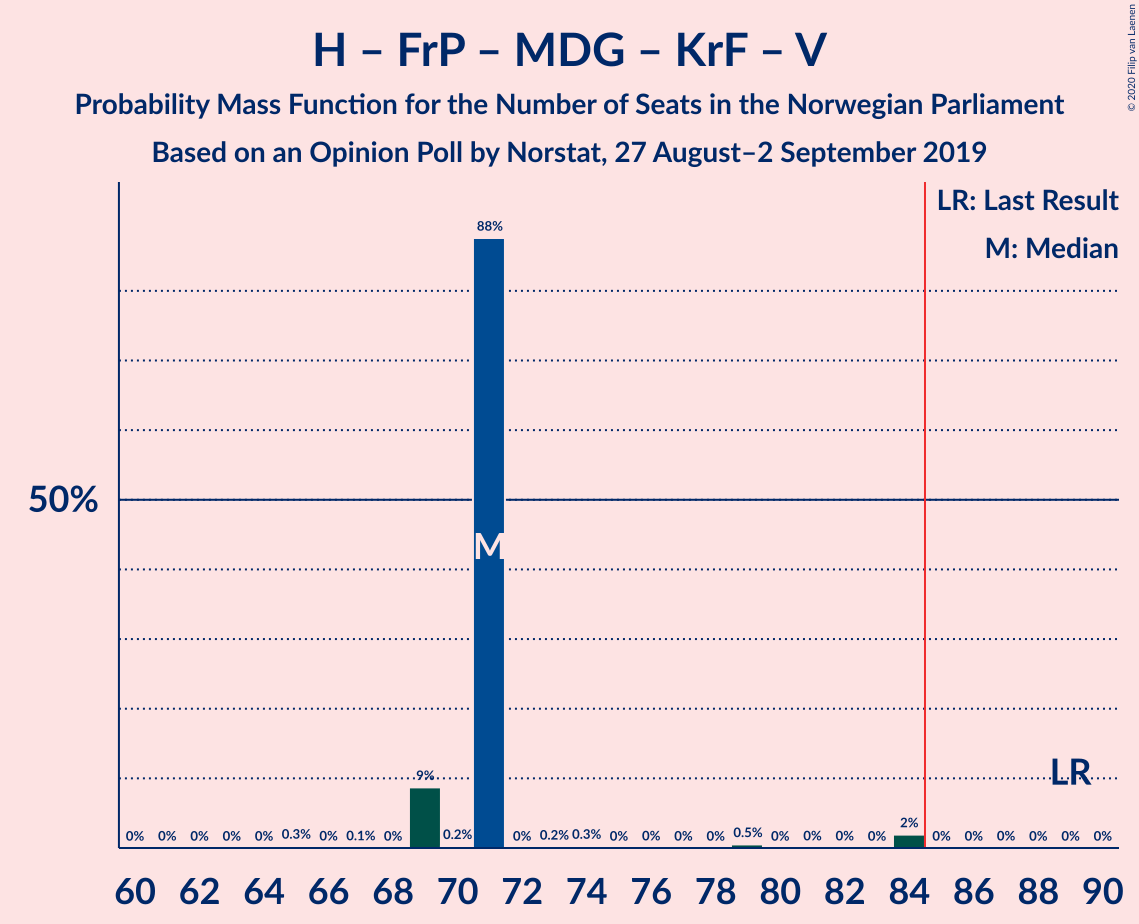 H – FrP – MDG – KrF – V
Probability Mass Function for the Number of Seats in the Norwegian Parliament
Based on an Opinion Poll by Norstat, 27 August–2 September 2019
© 2020 Filip van Laenen
LR: Last Result
M: Median
88%
50%
M
LR
9%
2%
0% 0% 0% 0% 0% 0.3% 0% 0.1% 0% 0.2% 0% 0.2% 0.3% 0% 0% 0% 0% 0.5% 0% 0% 0% 0% 0% 0% 0% 0% 0% 0%
60 62 64 66 68 70 72 74 76 78 80 82 84 86 88 90